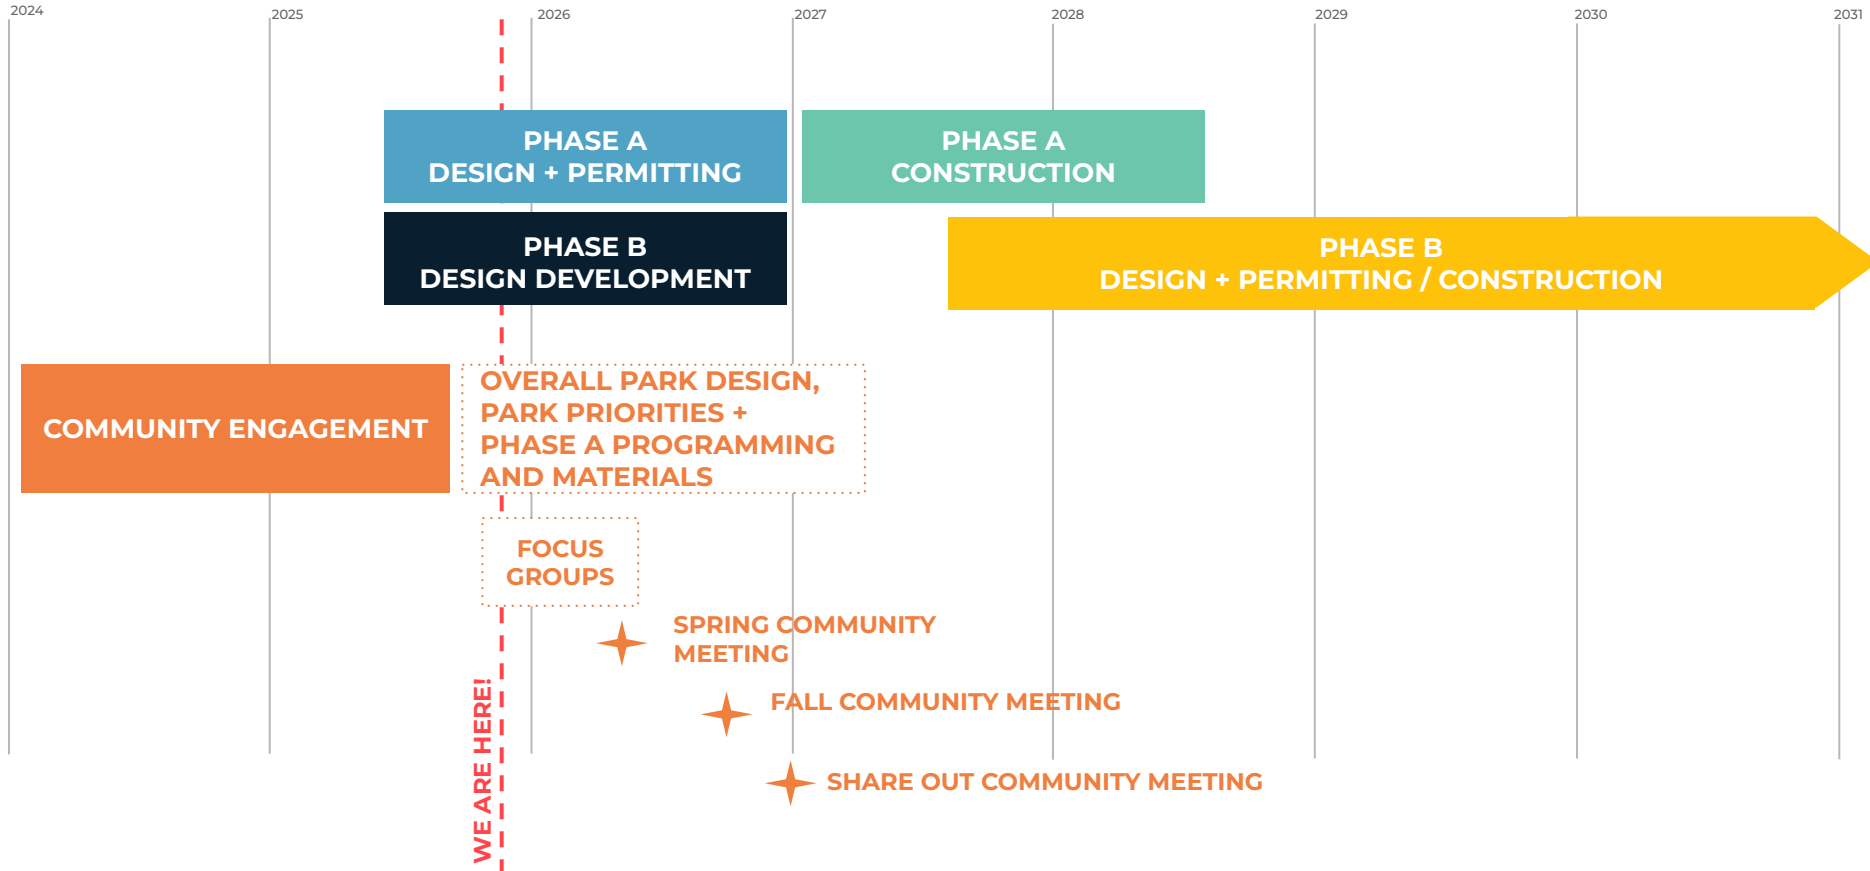 2024
2025
2026
2027
2028
2029
2030
2031
PHASE A
DESIGN + PERMITTING
PHASE A
CONSTRUCTION
PHASE B
DESIGN DEVELOPMENT
PHASE B
DESIGN + PERMITTING / CONSTRUCTION
COMMUNITY ENGAGEMENT
OVERALL PARK DESIGN,
PARK PRIORITIES +
PHASE A PROGRAMMING
AND MATERIALS
FOCUS
GROUPS
SPRING COMMUNITY
MEETING
FALL COMMUNITY MEETING
SHARE OUT COMMUNITY MEETING
WE ARE HERE!